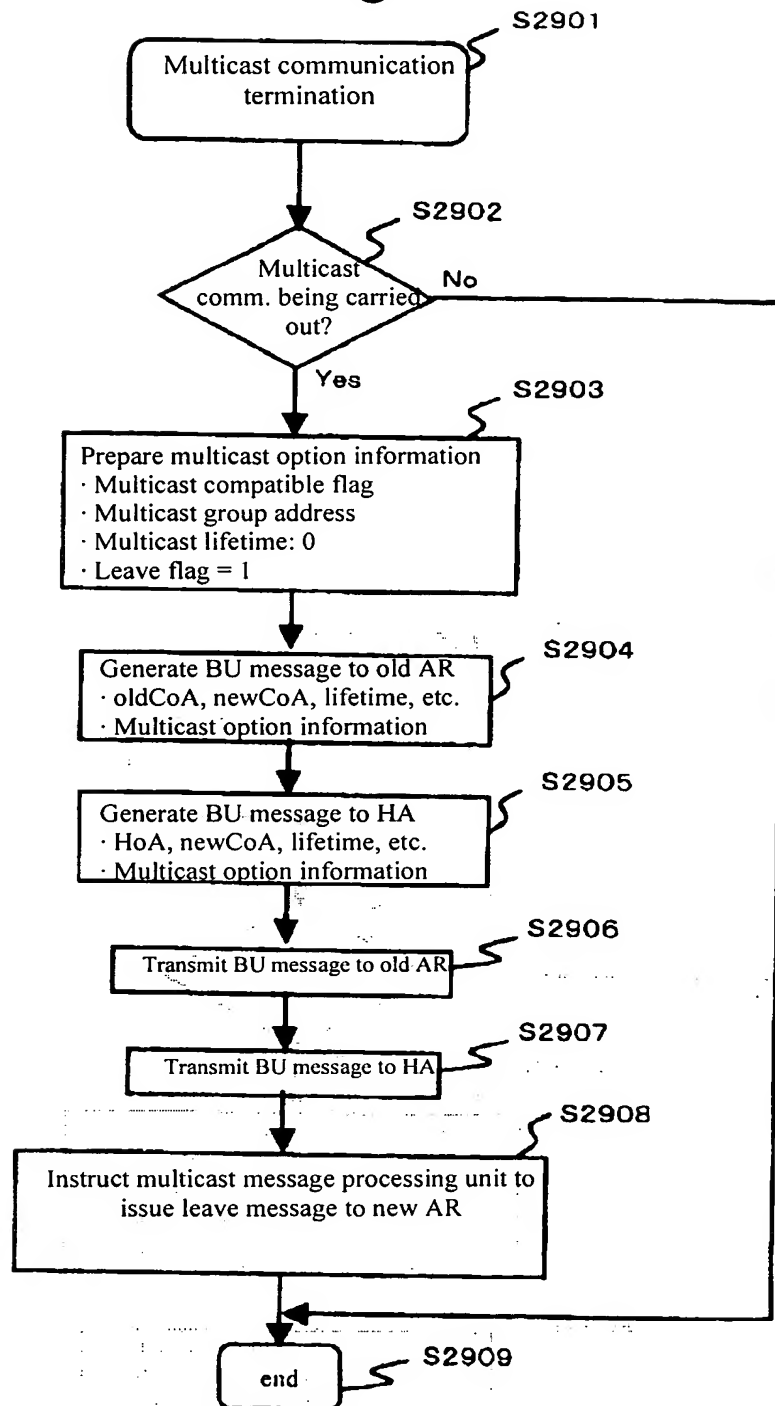 S2901
Multicast communication
termination
S2902
Multicast
comm. being carried
out?
No
Yes
S2903
Prepare multicast option information
· Multicast compatible flag
· Multicast group address
· Multicast lifetime: 0
· Leave flag = 1
S2904
Generate BU message to old AR
· oldCoA, newCoA, lifetime, etc.
· Multicast option information
S2905
Generate BU message to HA
· HoA, newCoA, lifetime, etc.
· Multicast option information
S2906
Transmit BU message to old AR
S2907
Transmit BU message to HA
S2908
Instruct multicast message processing unit to
issue leave message to new AR
end
S2909